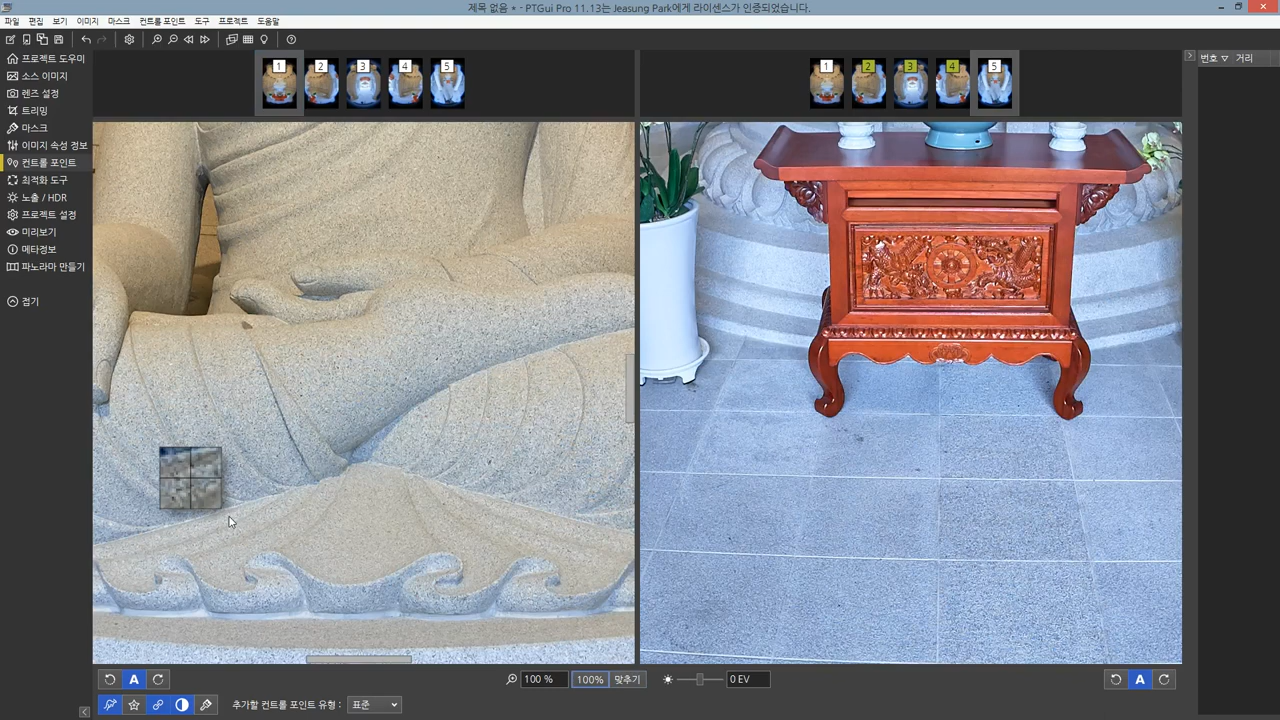 제목 없음 * - PTGui Pro 11.13는 Jeasung Park에게 라이센스가 인증되었습니다.
파일 편집 보기 이미지 마스크 컨트롤 포인트 도구 프로젝트 도움말
프로젝트 도우미
소스 이미지
렌즈 설정
트리밍
마스크
이미지 속성 정보
컨트롤 포인트
최적화 도구
노출 / HDR
프로젝트 설정
미리보기
메타정보
파노라마 만들기
접기
1 2 3 4 5
1 2 3 4 5
번호 거리
A 100 % 100% 맞추기 0 EV A
추가할 컨트롤 포인트 유형 : 표준